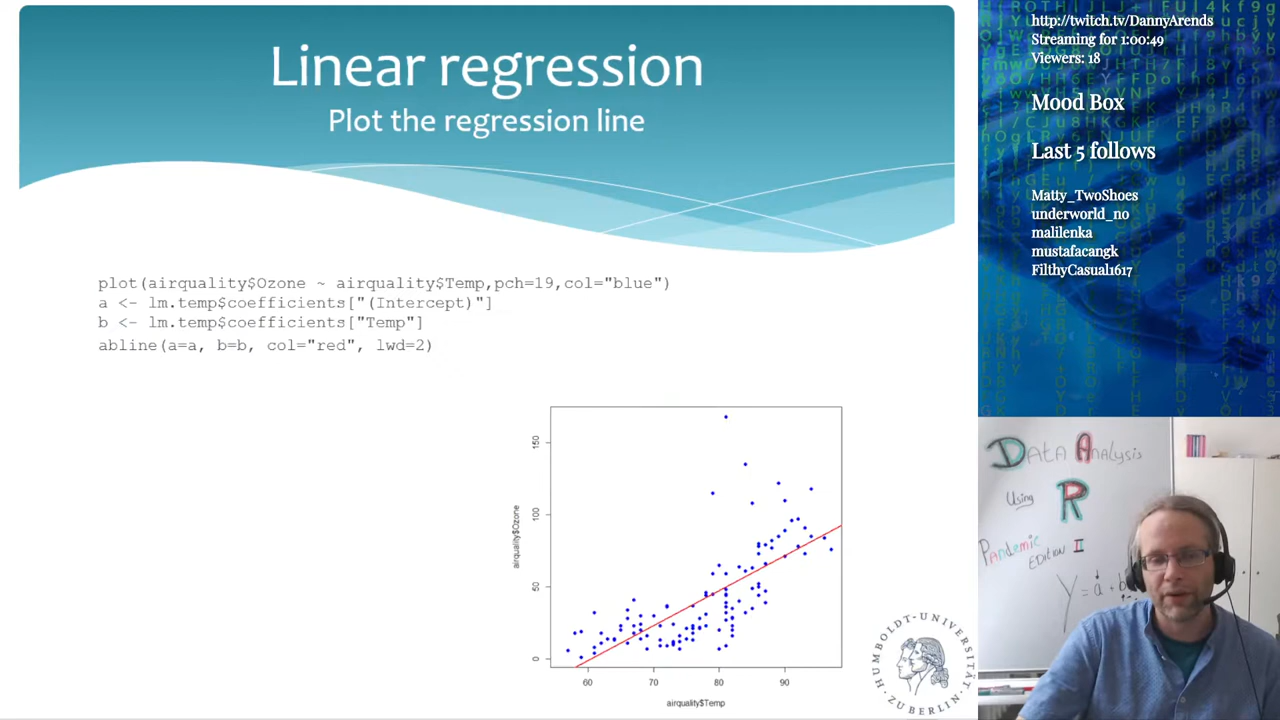 Linear regression
Plot the regression line
plot(airquality$Ozone ~ airquality$Temp,pch=19,col="blue")
a <- lm.temp$coefficients["(Intercept)"]
b <- lm.temp$coefficients["Temp"]
abline(a=a, b=b, col="red", lwd=2)
airquality$Ozone
150
100
50
0
60
70
80
90
airquality$Temp
HUMBOLDT-UNIVERSITÄT
ZU BERLIN
http://twitch.tv/DannyArends
Streaming for 1:00:49
Viewers: 18
Mood Box
Last 5 follows
Matty_TwoShoes
underworld_no
malilenka
mustafacangk
FilthyCasual1617
DATA ANAlysis
Using R
Pandemic
EDITION II
Y = a + b